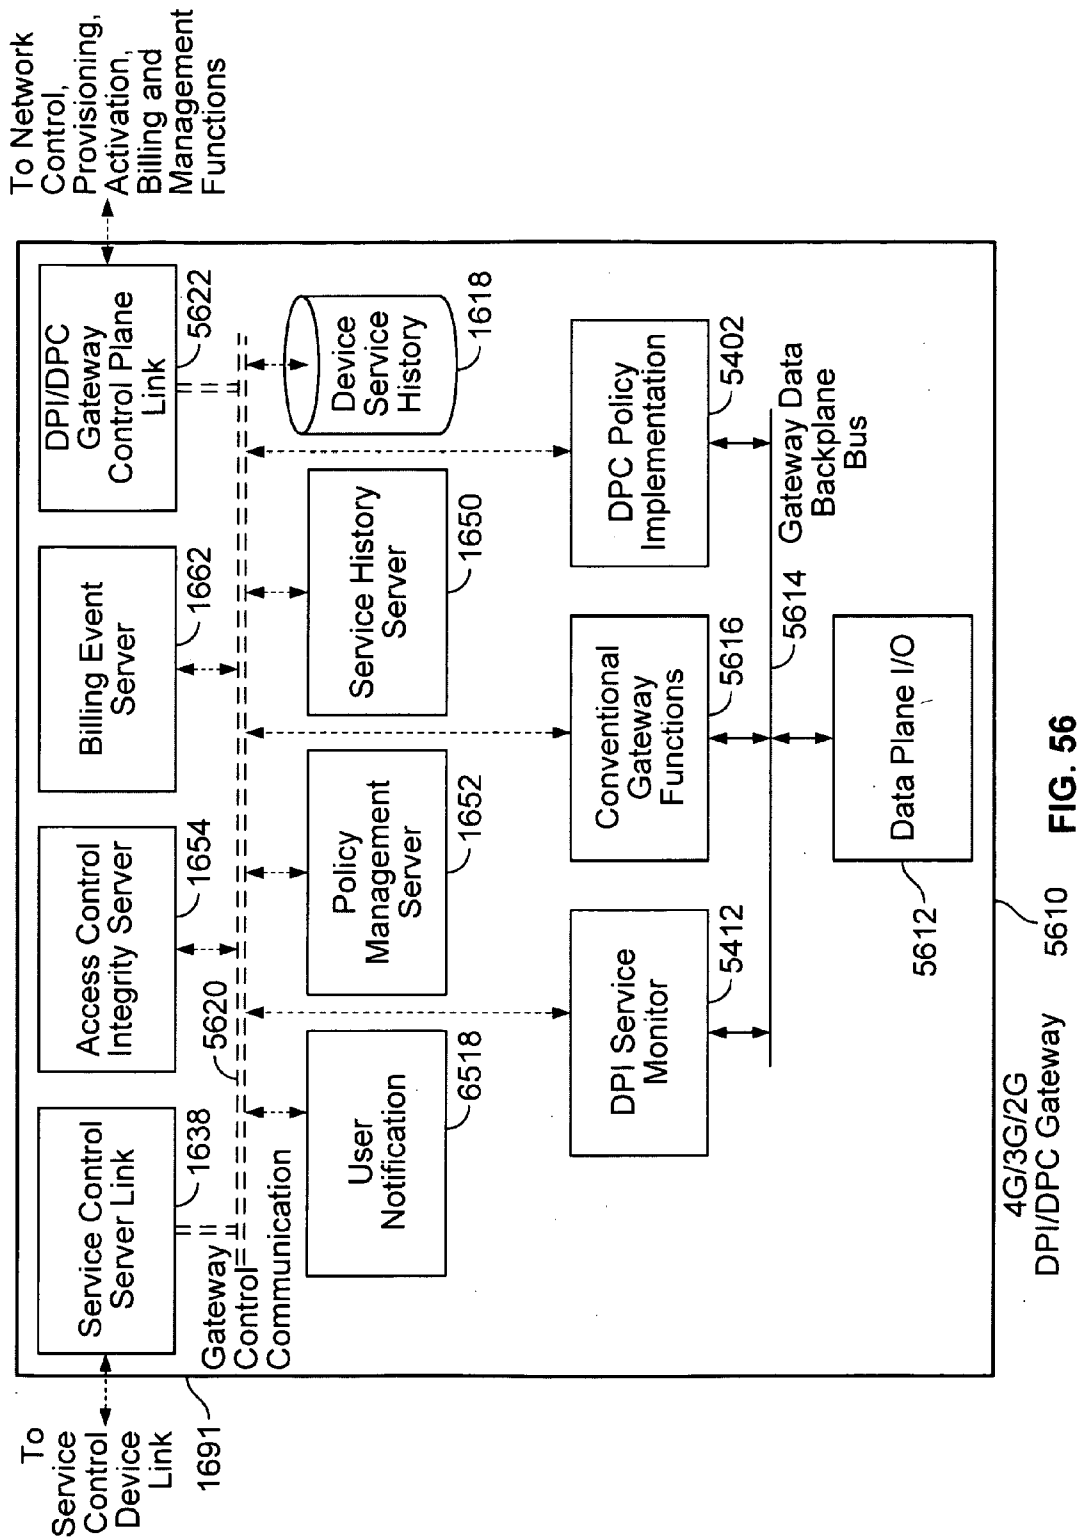 To
Service
Control
Device
Link
1691
Service Control
Server Link
1638
Access Control
Integrity Server
1654
Billing Event
Server
1662
DPI/DPC
Gateway
Control Plane
Link
5622
To Network
Control,
Provisioning,
Activation,
Billing and
Management
Functions
Gateway
Control
Communication
5620
User
Notification
6518
Policy
Management
Server
1652
Service History
Server
1650
Device
Service
History
1618
DPI Service
Monitor
5412
Conventional
Gateway
Functions
5616
DPC Policy
Implementation
5402
5614
Gateway Data
Backplane
Bus
Data Plane I/O
5612
4G/3G/2G
DPI/DPC Gateway
5610
FIG. 56